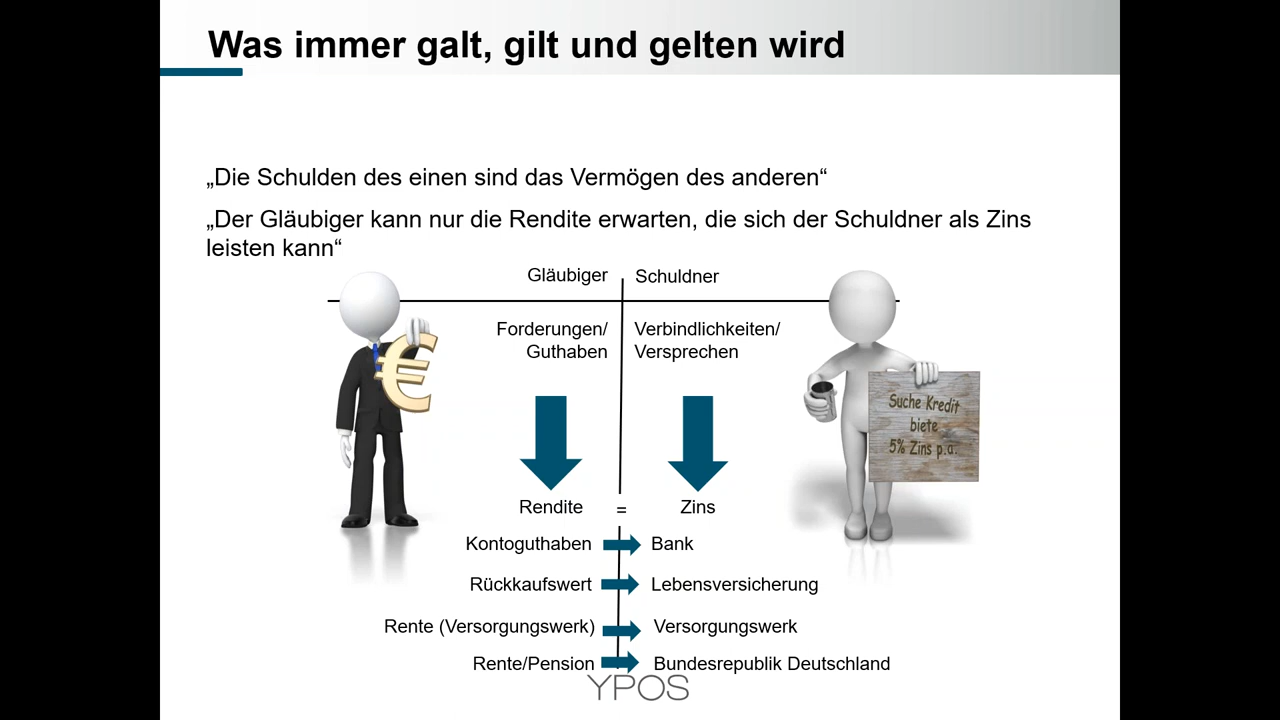 Was immer galt, gilt und gelten wird
„Die Schulden des einen sind das Vermögen des anderen“
„Der Gläubiger kann nur die Rendite erwarten, die sich der Schuldner als Zins
leisten kann“
Gläubiger Schuldner
Forderungen/ Verbindlichkeiten/
Guthaben Versprechen
€
Suche Kredit
biete
5% Zins p.a.
Rendite = Zins
Kontoguthaben Bank
Rückkaufswert Lebensversicherung
Rente (Versorgungswerk) Versorgungswerk
Rente/Pension Bundesrepublik Deutschland
YPOS